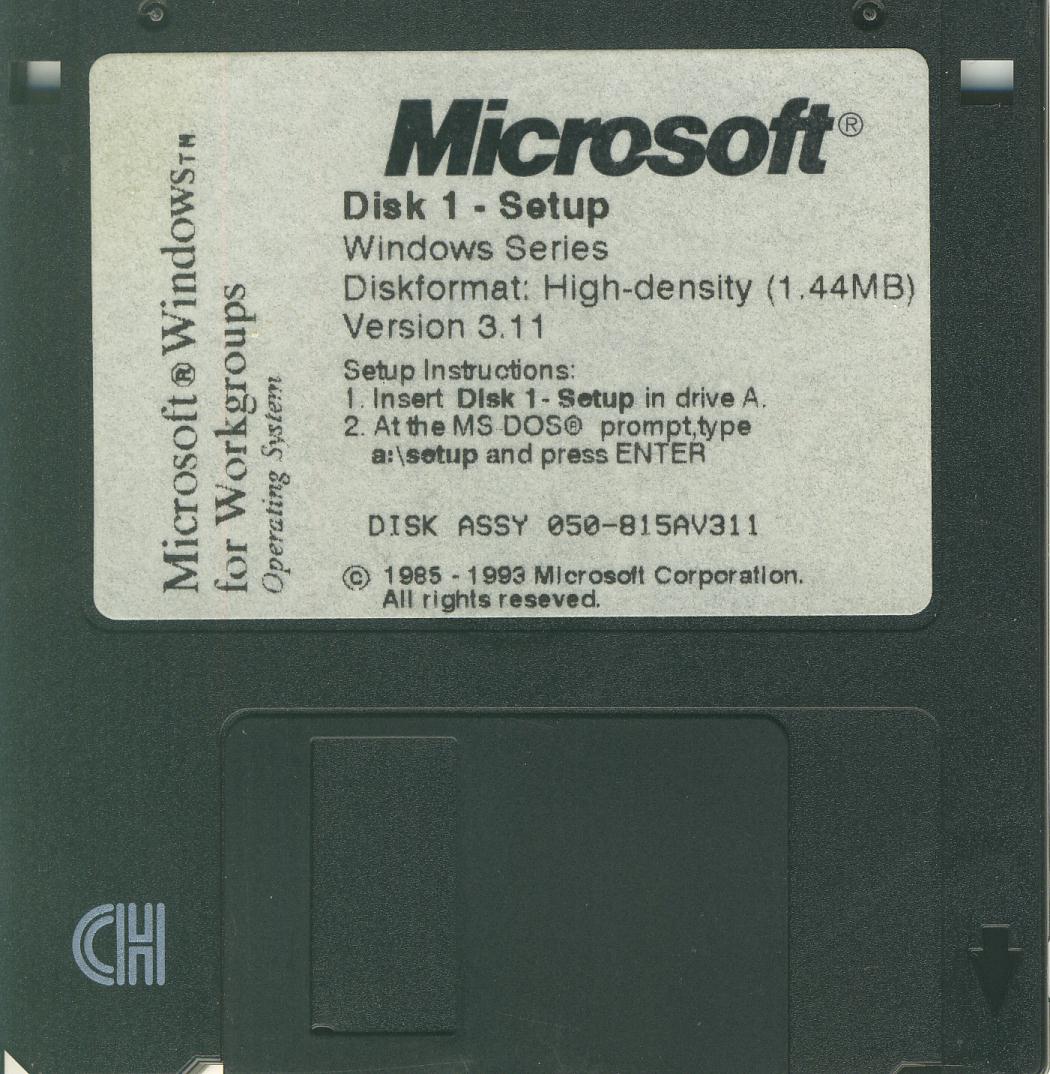 Microsoft® Windows™
for Workgroups
Operating System
Microsoft®
Disk 1 - Setup
Windows Series
Diskformat: High-density (1.44MB)
Version 3.11
Setup Instructions:
1. Insert Disk 1 - Setup in drive A.
2. At the MS DOS® prompt,type
a:\setup and press ENTER
DISK ASSY 050-815AV311
© 1985 - 1993 Microsoft Corporation.
All rights reseved.
CH